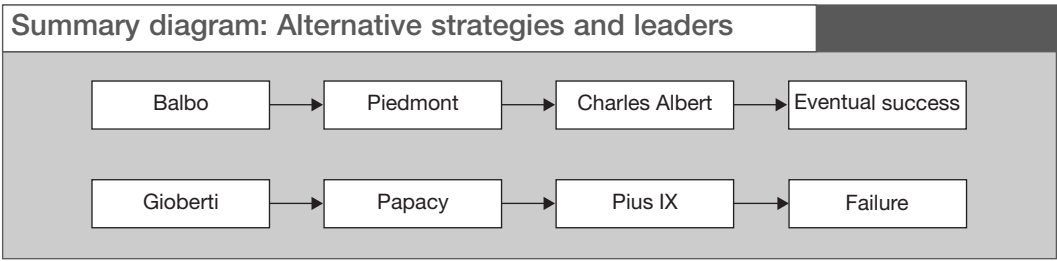 Summary diagram: Alternative strategies and leaders
Balbo Piedmont Charles Albert Eventual success
Gioberti Papacy Pius IX Failure